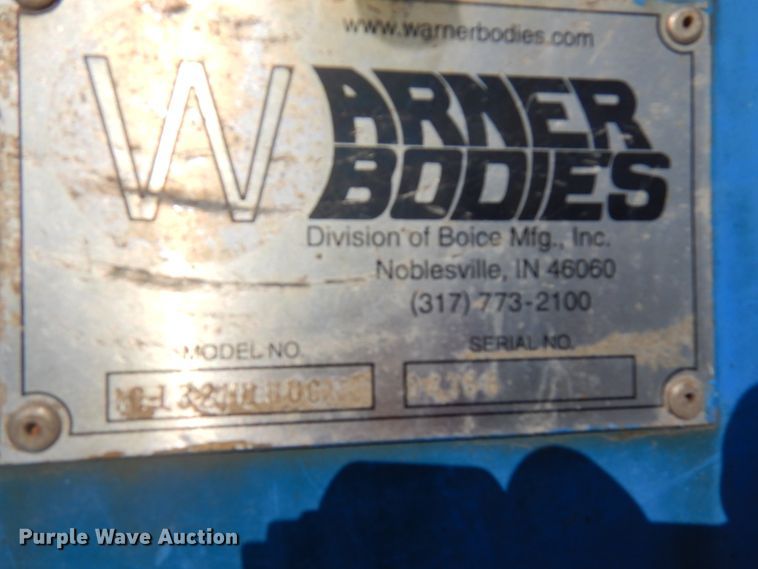 www.warnerbodies.com
WARNER
BODIES
Division of Boice Mfg., Inc.
Noblesville, IN 46060
(317) 773-2100
MODEL NO.
SERIAL NO.
Purple Wave Auction®